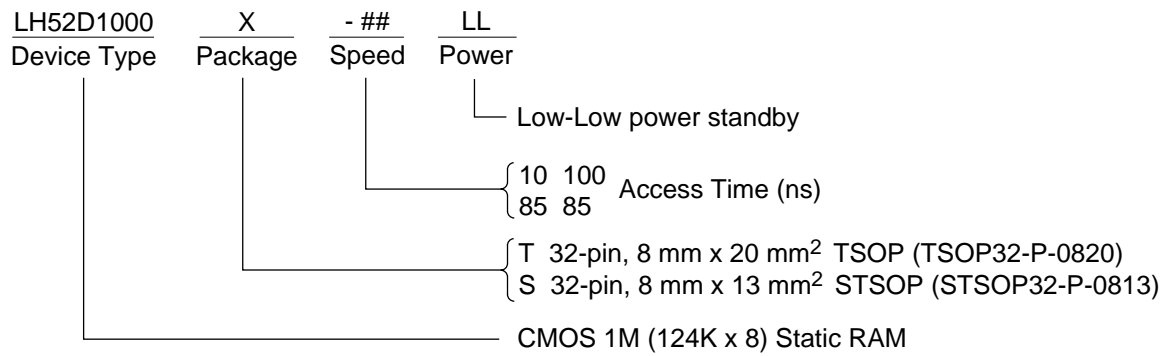 LH52D1000 X - ## LL
Device Type Package Speed Power
Low-Low power standby
10 100 Access Time (ns)
85 85
T 32-pin, 8 mm x 20 mm² TSOP (TSOP32-P-0820)
S 32-pin, 8 mm x 13 mm² STSOP (STSOP32-P-0813)
CMOS 1M (124K x 8) Static RAM